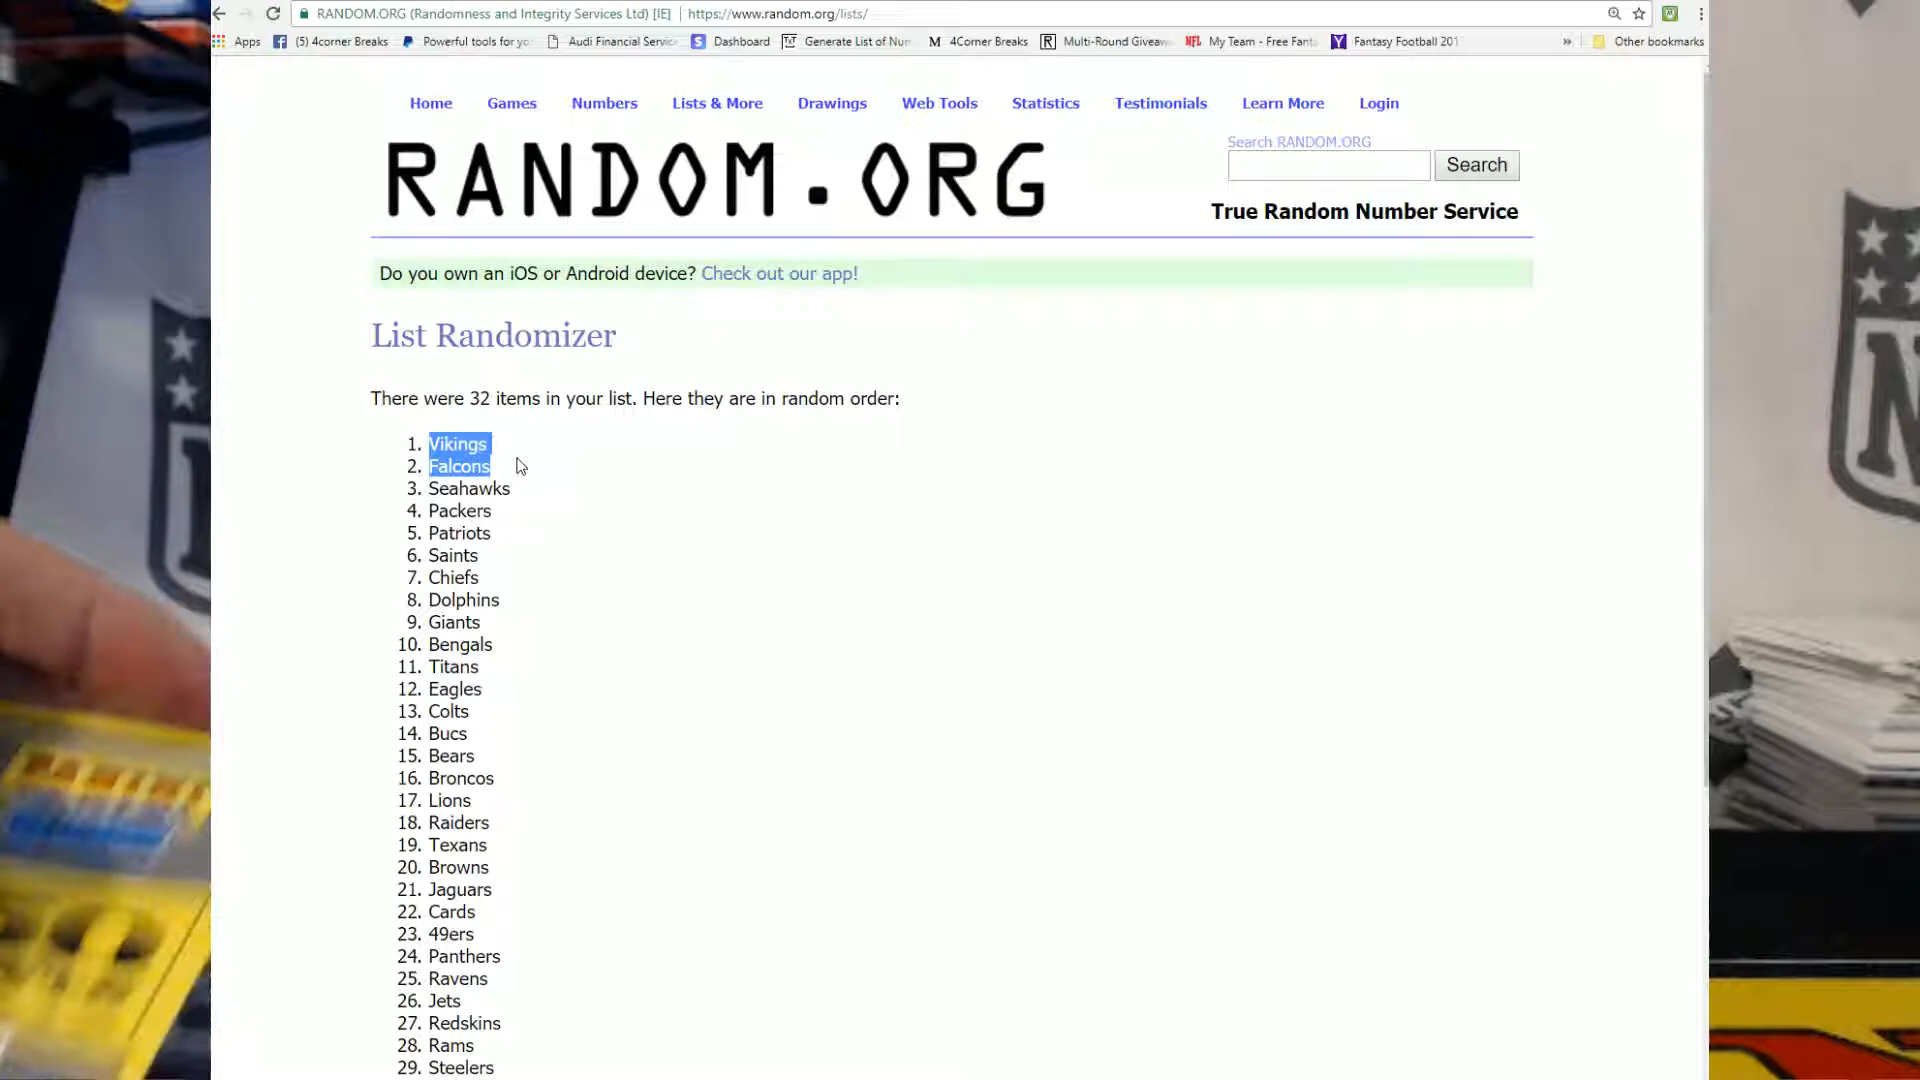 RANDOM.ORG (Randomness and Integrity Services Ltd) [IE] https://www.random.org/lists/
Apps (5) 4corner Breaks Powerful tools for yo Audi Financial Servic Dashboard Generate List of Num 4Corner Breaks Multi-Round Giveaw My Team - Free Fant Fantasy Football 201 » Other bookmarks
Home Games Numbers Lists & More Drawings Web Tools Statistics Testimonials Learn More Login
Search RANDOM.ORG
RANDOM.ORG
Search
True Random Number Service
Do you own an iOS or Android device? Check out our app!
List Randomizer
There were 32 items in your list. Here they are in random order:
1. Vikings
2. Falcons
3. Seahawks
4. Packers
5. Patriots
6. Saints
7. Chiefs
8. Dolphins
9. Giants
10. Bengals
11. Titans
12. Eagles
13. Colts
14. Bucs
15. Bears
16. Broncos
17. Lions
18. Raiders
19. Texans
20. Browns
21. Jaguars
22. Cards
23. 49ers
24. Panthers
25. Ravens
26. Jets
27. Redskins
28. Rams
29. Steelers